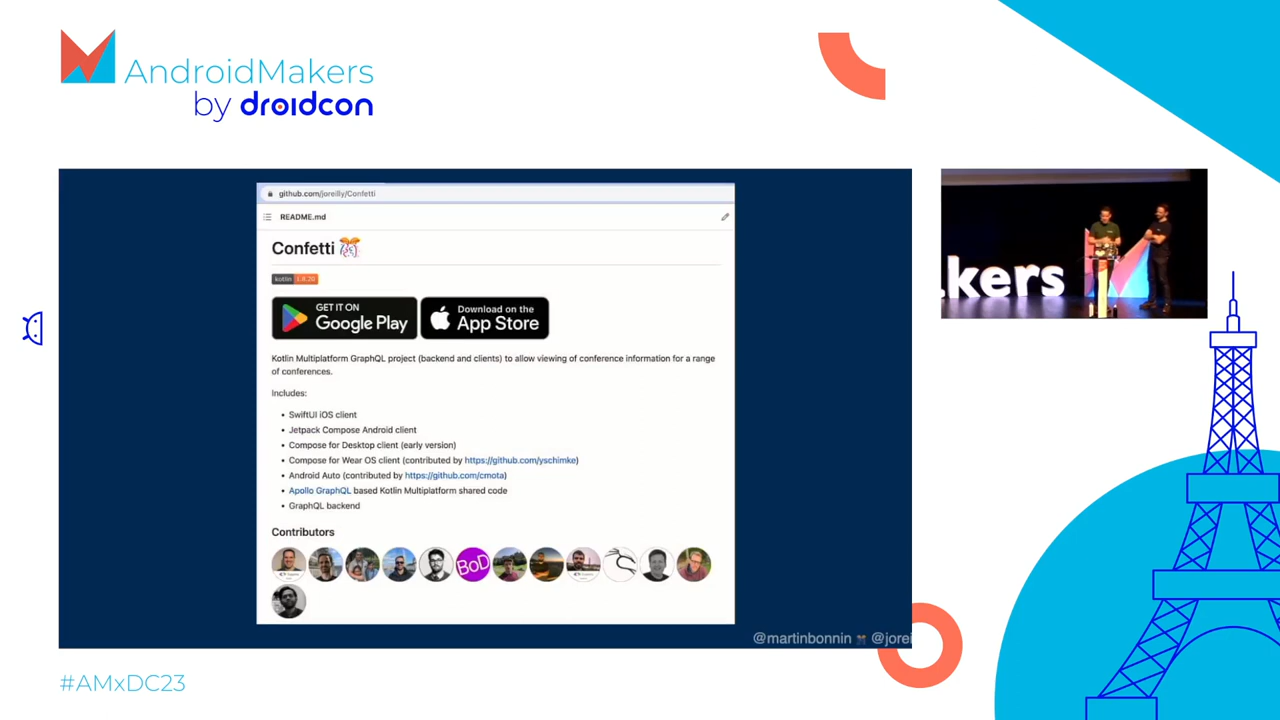 AndroidMakers
by droidcon
github.com/joreilly/Confetti
README.md
Confetti
kotlin 1.8.20
GET IT ON
Google Play
Download on the
App Store
Kotlin Multiplatform GraphQL project (backend and clients) to allow viewing of conference information for a range
of conferences.
Includes:
• SwiftUI iOS client
• Jetpack Compose Android client
• Compose for Desktop client (early version)
• Compose for Wear OS client (contributed by https://github.com/yschimke)
• Android Auto (contributed by https://github.com/cmota)
• Apollo GraphQL based Kotlin Multiplatform shared code
• GraphQL backend
Contributors
BoD
kers
@martinbonnin @jorei
#AMxDC23